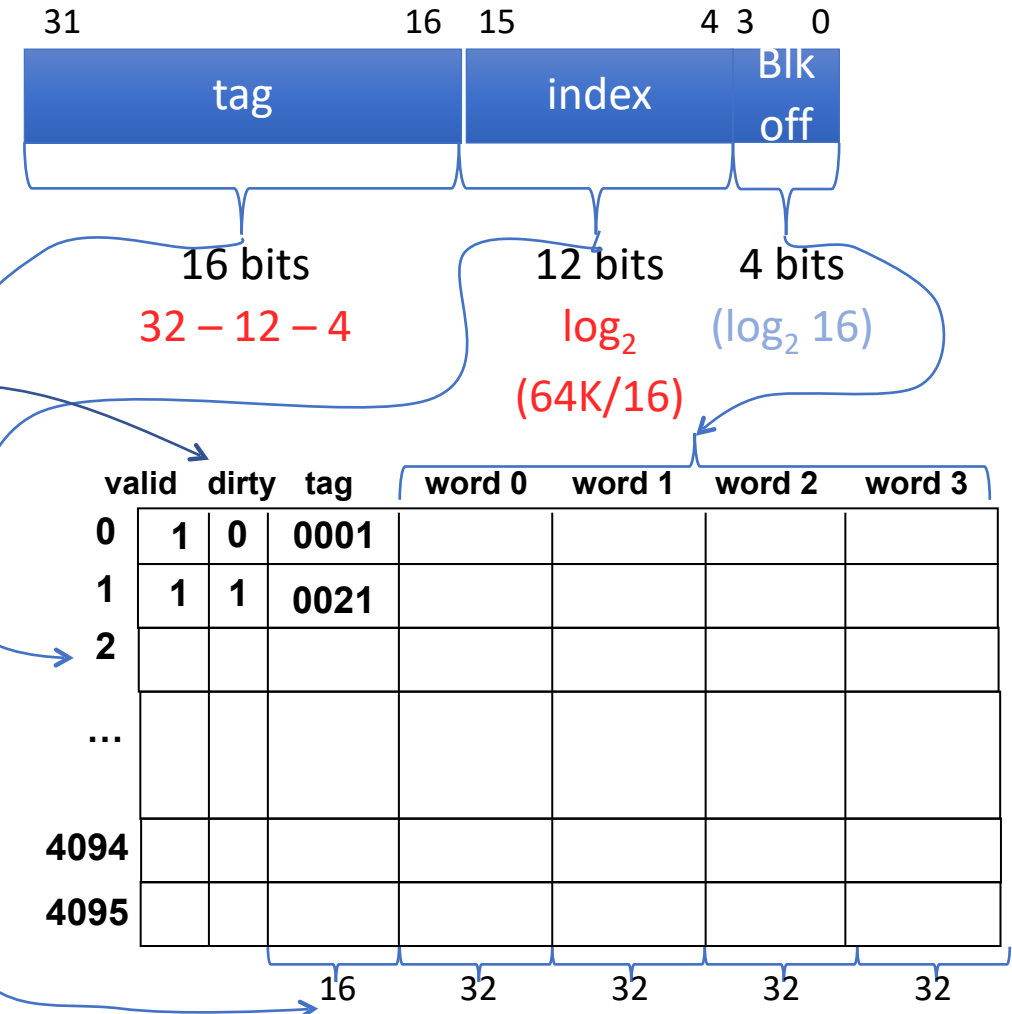 31 16 15 4 3 0
tag index Blk
off
16 bits 12 bits 4 bits
32 – 12 – 4 log₂ (log₂ 16)
(64K/16)
valid dirty tag word 0 word 1 word 2 word 3
0 1 0 0001
1 1 1 0021
2
...
4094
4095
16 32 32 32 32